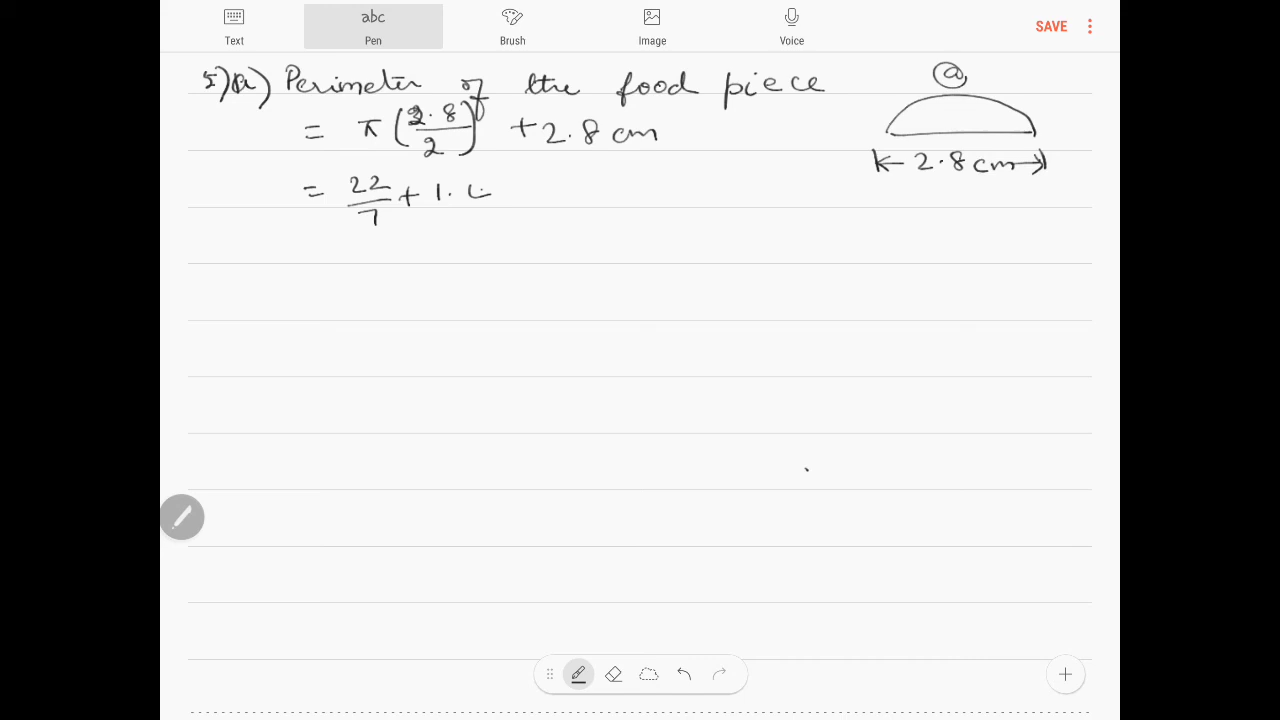 Text
abc
Pen
Brush
Image
Voice
SAVE
5)(a) Perimeter of the food piece
= π (2.8/2) + 2.8 cm
= 22/7 + 1.
(a)
2.8 cm